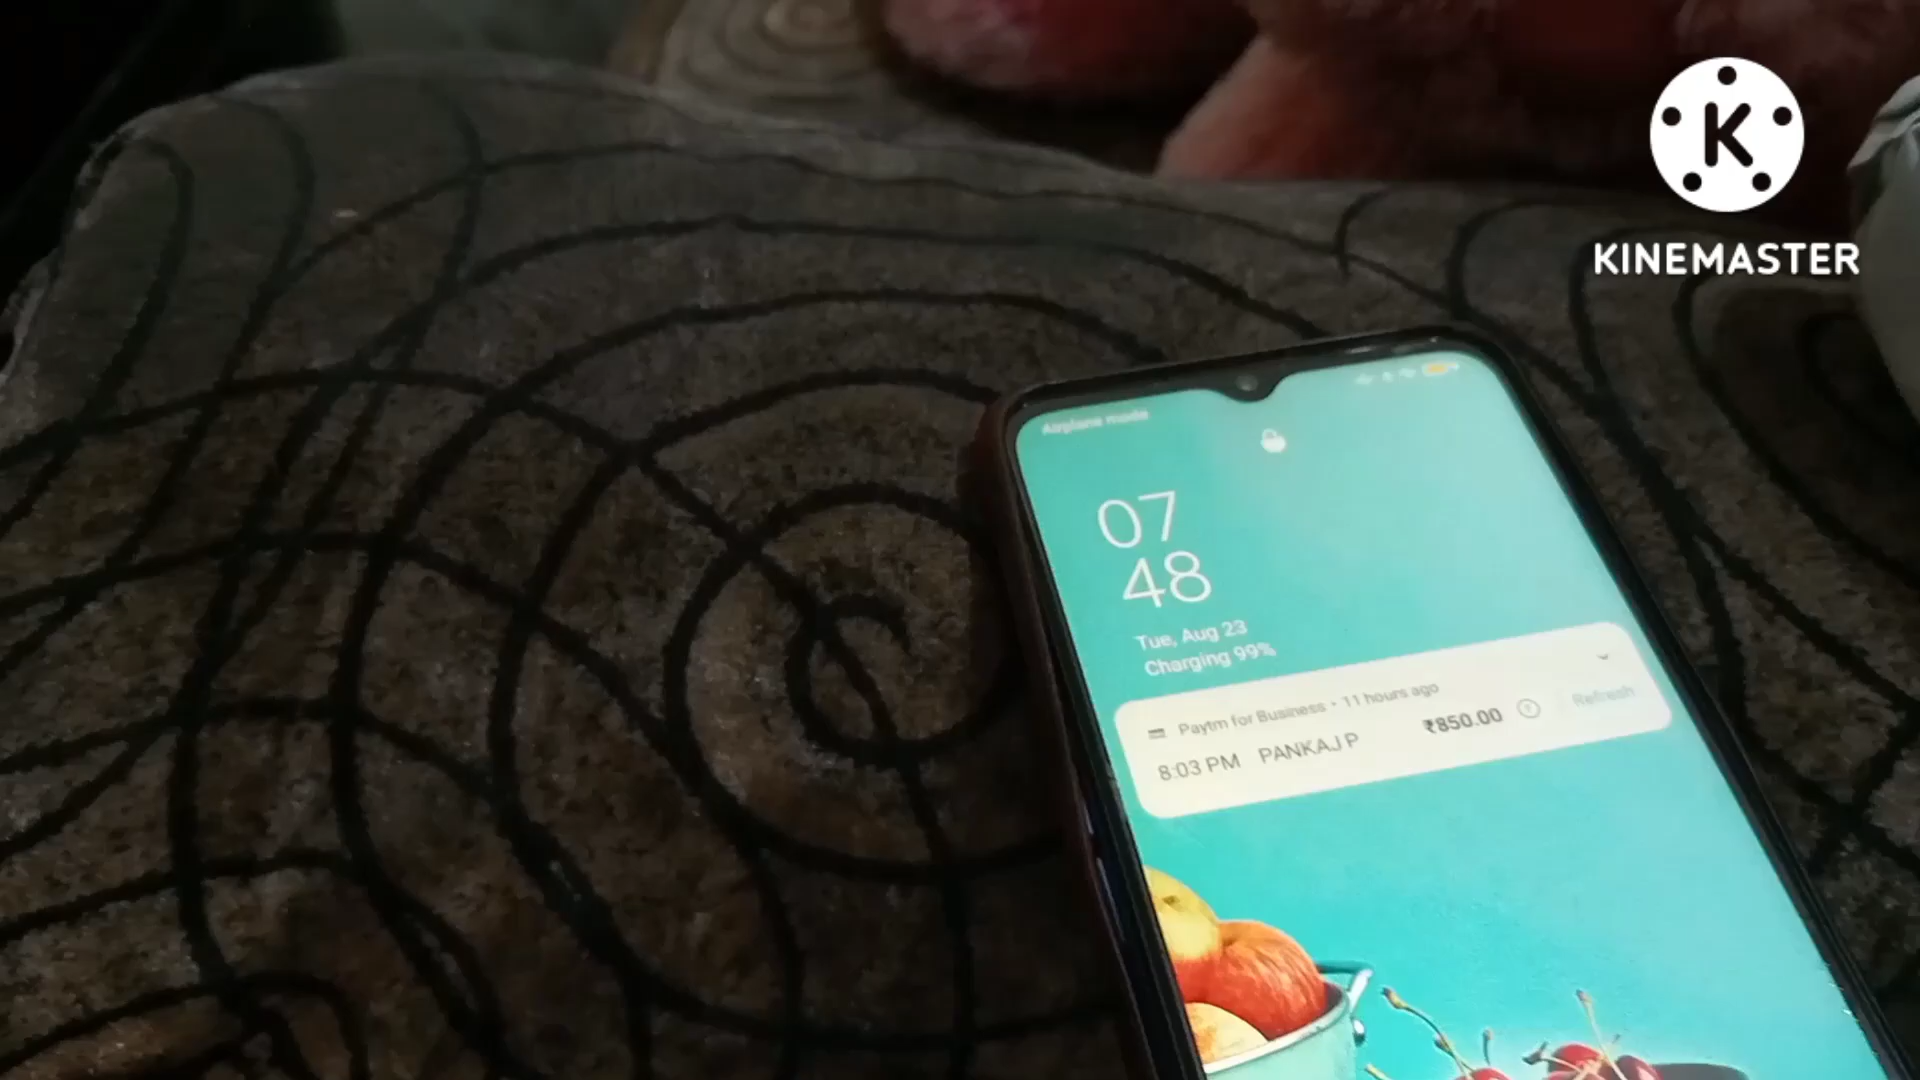 K
KINEMASTER
Airplane mode
07
48
Tue, Aug 23
Charging 99%
Paytm for Business • 11 hours ago
8:03 PM PANKAJ P ₹850.00 Refresh